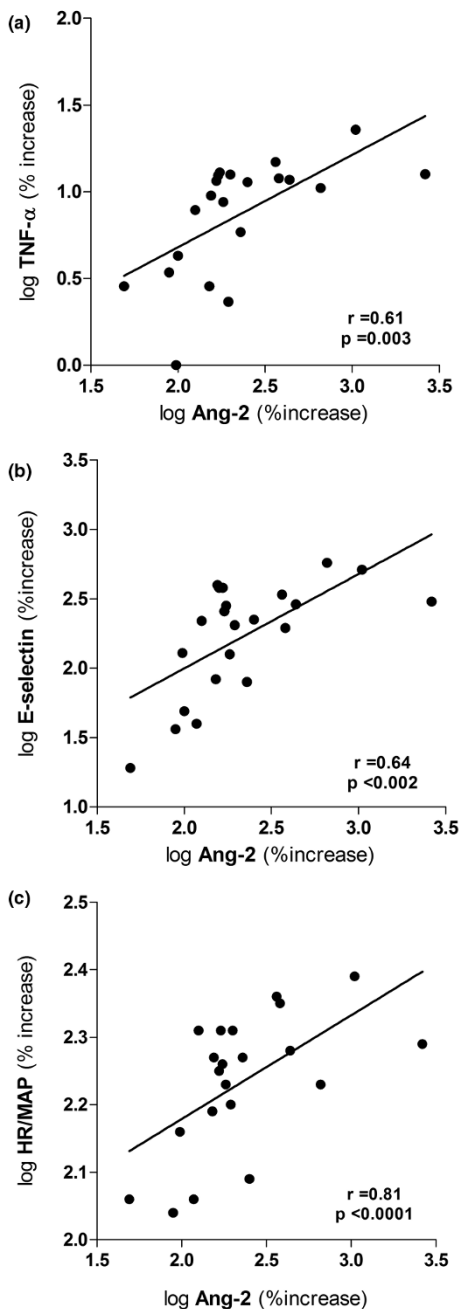 (a)
2.0
1.5
1.0
0.5
0.0
log TNF-α (% increase)
1.5 2.0 2.5 3.0 3.5
log Ang-2 (%increase)
r =0.61
p =0.003
(b)
3.5
3.0
2.5
2.0
1.5
1.0
log E-selectin (%increase)
1.5 2.0 2.5 3.0 3.5
log Ang-2 (%increase)
r =0.64
p <0.002
(c)
2.5
2.4
2.3
2.2
2.1
2.0
log HR/MAP (% increase)
1.5 2.0 2.5 3.0 3.5
log Ang-2 (%increase)
r =0.81
p <0.0001